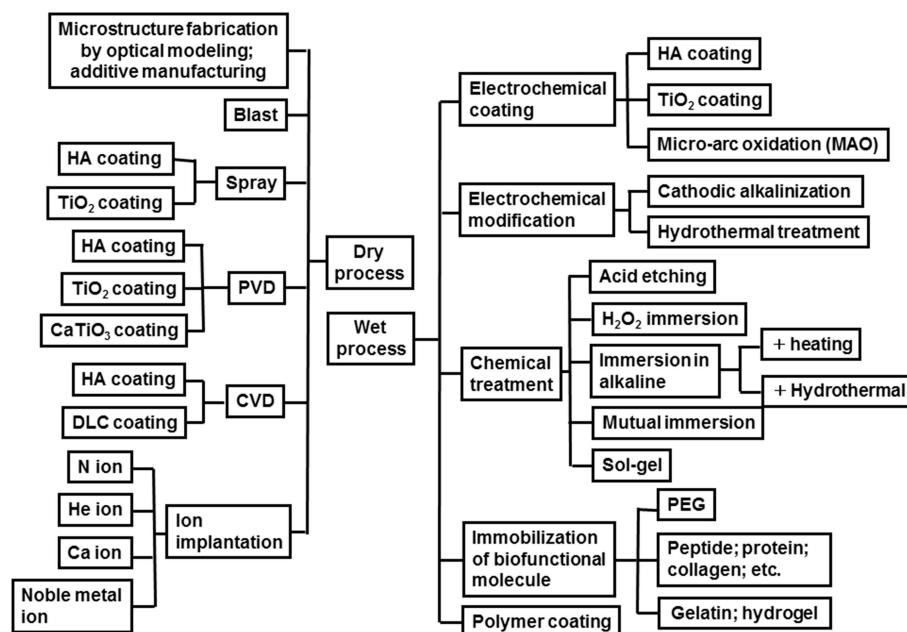 Microstructure fabrication
by optical modeling;
additive manufacturing
Blast
HA coating
TiO₂ coating
Spray
HA coating
TiO₂ coating
CaTiO₃ coating
PVD
HA coating
DLC coating
CVD
N ion
He ion
Ca ion
Noble metal
ion
Ion
implantation
Dry
process
Wet
process
Electrochemical
coating
HA coating
TiO₂ coating
Micro-arc oxidation (MAO)
Electrochemical
modification
Cathodic alkalinization
Hydrothermal treatment
Chemical
treatment
Acid etching
H₂O₂ immersion
Immersion in
alkaline
+ heating
+ Hydrothermal
Mutual immersion
Sol-gel
Immobilization
of biofunctional
molecule
PEG
Peptide; protein;
collagen; etc.
Gelatin; hydrogel
Polymer coating